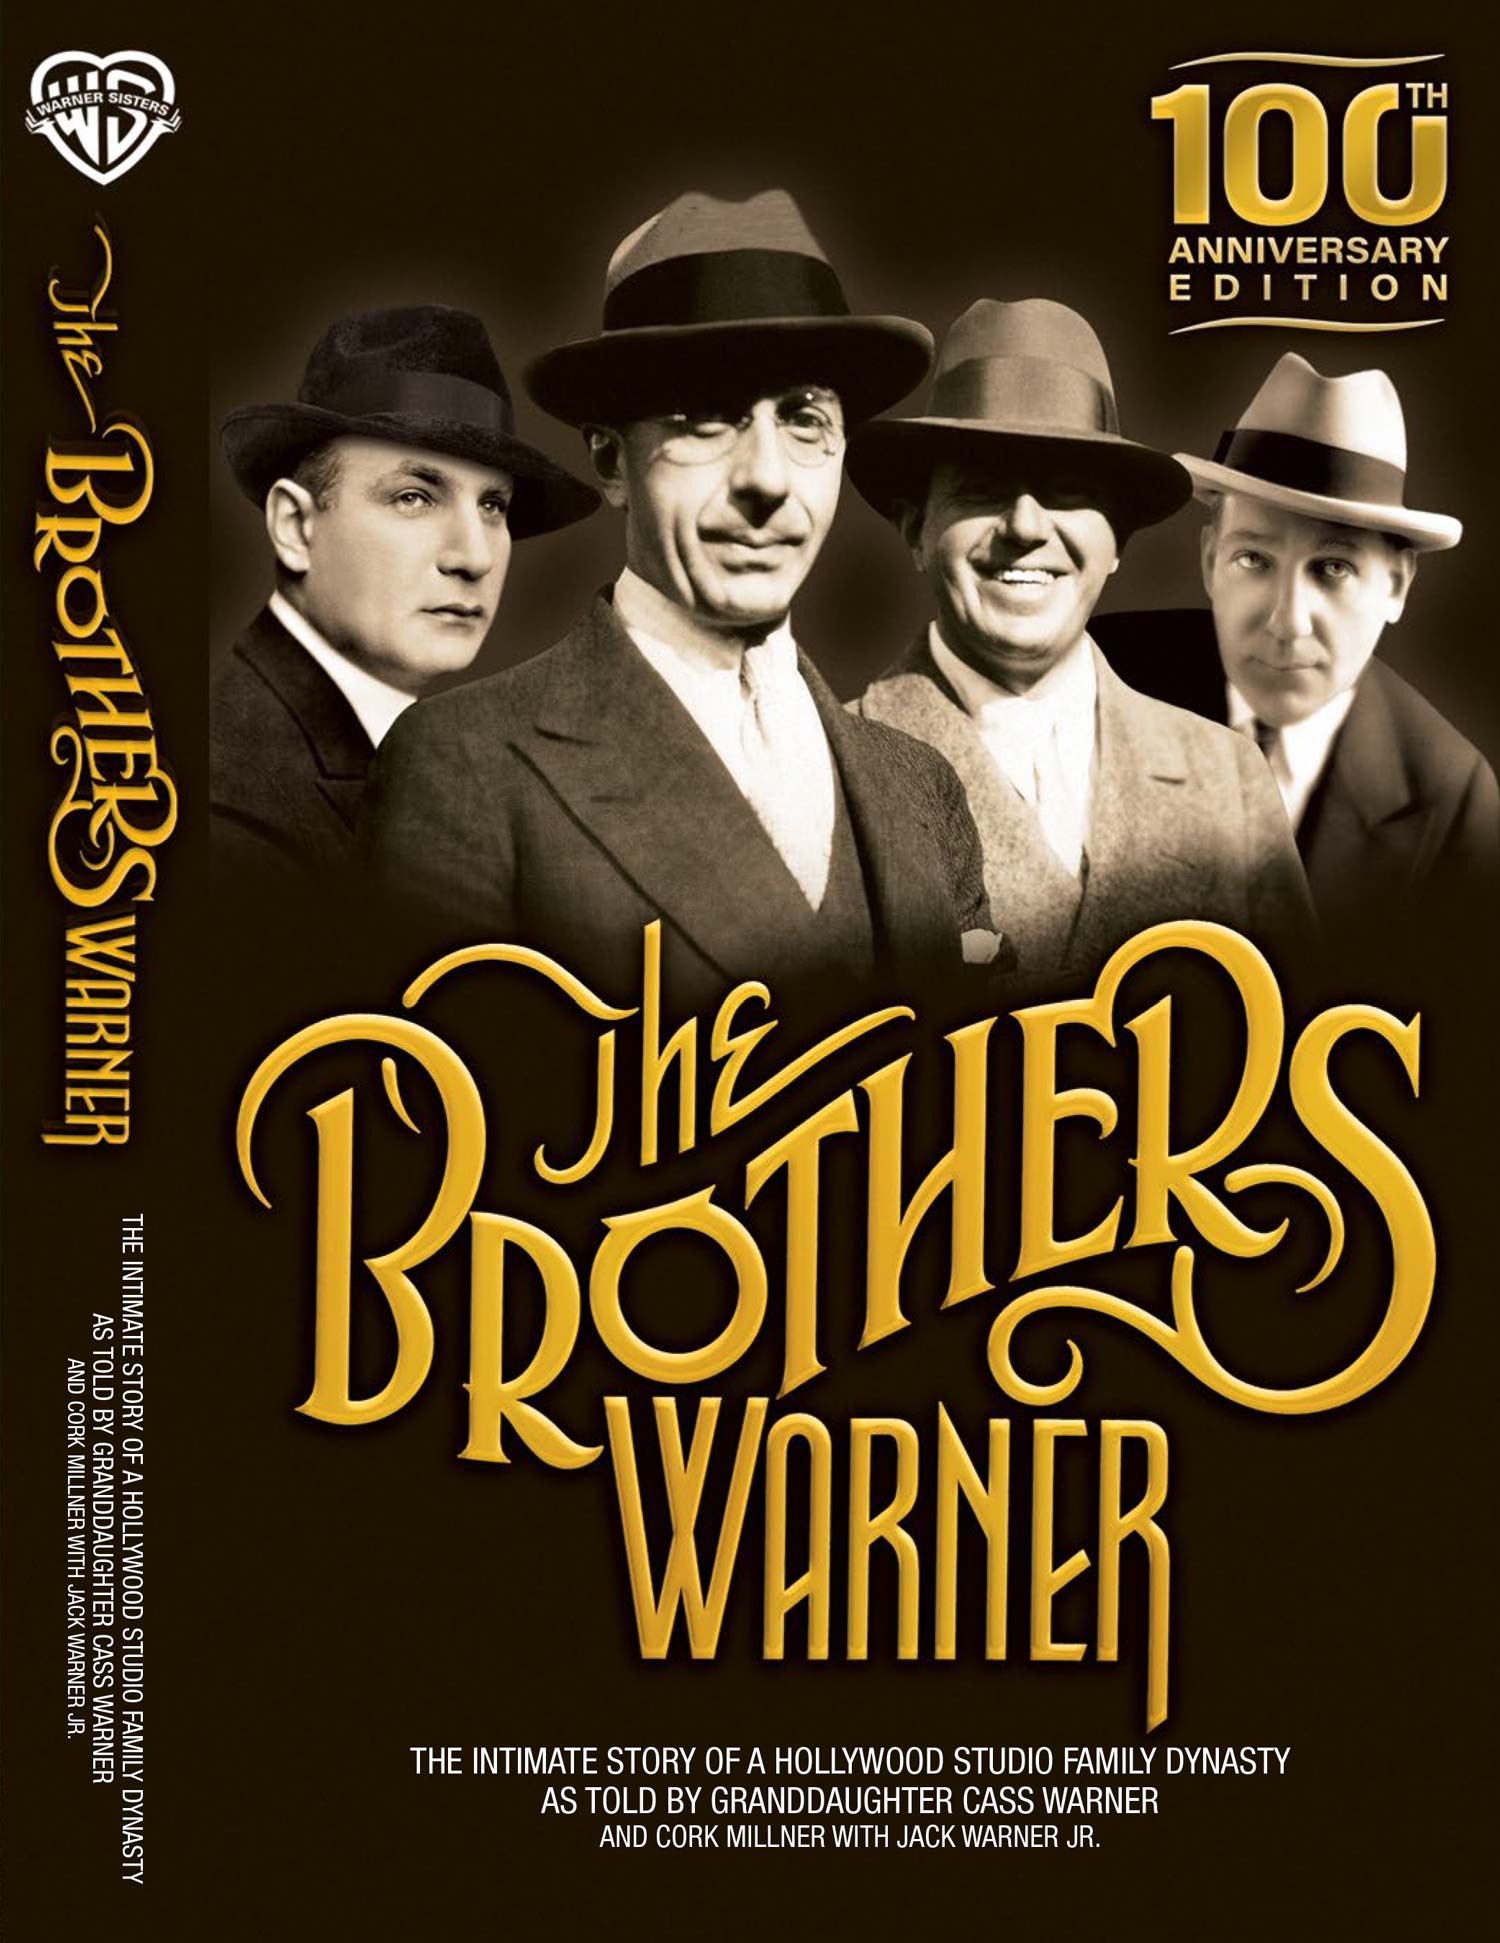 WS
WARNER SISTERS
The
BROTHERS
WARNER
THE INTIMATE STORY OF A HOLLYWOOD STUDIO FAMILY DYNASTY
AS TOLD BY GRANDDAUGHTER CASS WARNER
AND CORK MILLNER WITH JACK WARNER JR.
100TH
ANNIVERSARY
EDITION
The
BROTHERS
WARNER
THE INTIMATE STORY OF A HOLLYWOOD STUDIO FAMILY DYNASTY
AS TOLD BY GRANDDAUGHTER CASS WARNER
AND CORK MILLNER WITH JACK WARNER JR.